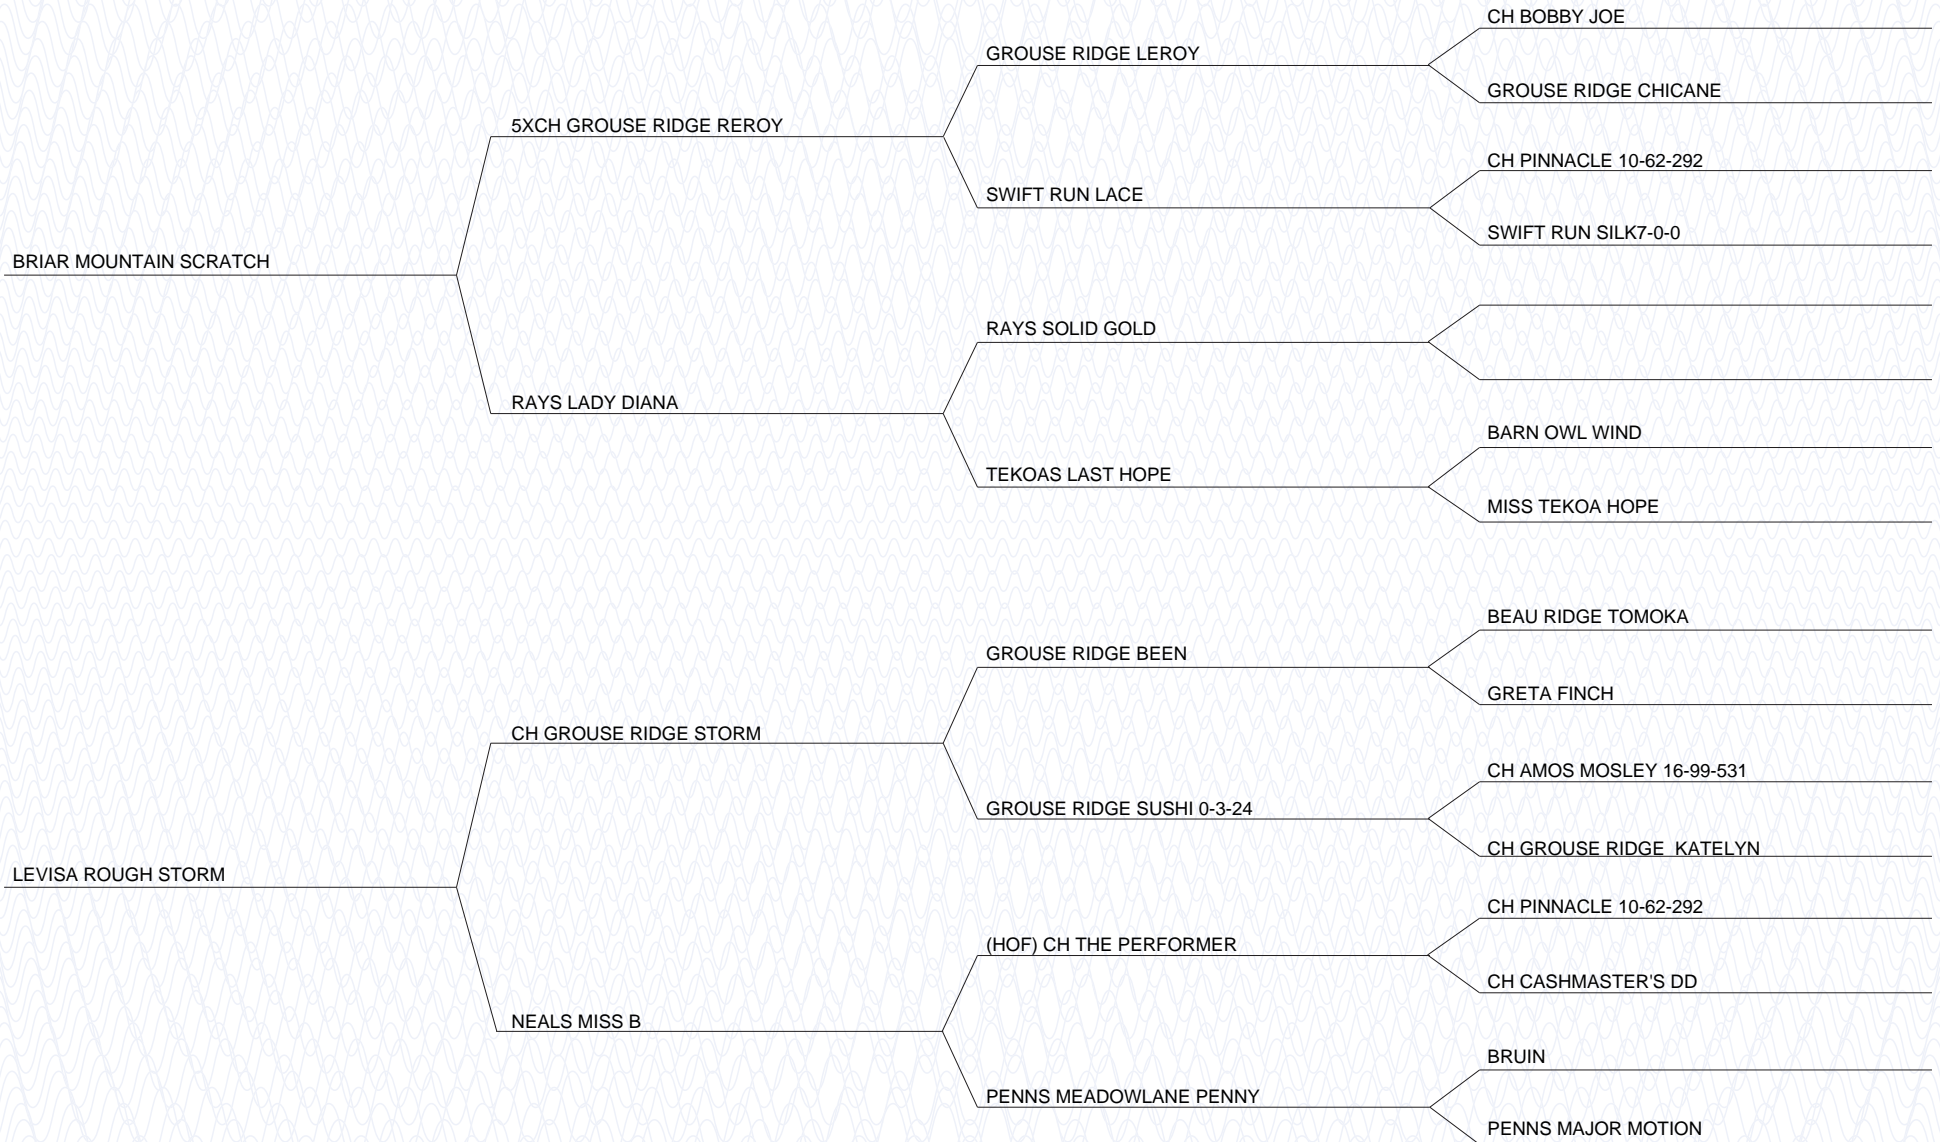 CH BOBBY JOE
GROUSE RIDGE LEROY
GROUSE RIDGE CHICANE
5XCH GROUSE RIDGE REROY
CH PINNACLE 10-62-292
SWIFT RUN LACE
SWIFT RUN SILK7-0-0
BRIAR MOUNTAIN SCRATCH
RAYS SOLID GOLD
RAYS LADY DIANA
BARN OWL WIND
TEKOAS LAST HOPE
MISS TEKOA HOPE
BEAU RIDGE TOMOKA
GROUSE RIDGE BEEN
GRETA FINCH
CH GROUSE RIDGE STORM
CH AMOS MOSLEY 16-99-531
GROUSE RIDGE SUSHI 0-3-24
CH GROUSE RIDGE  KATELYN
LEVISA ROUGH STORM
CH PINNACLE 10-62-292
(HOF) CH THE PERFORMER
CH CASHMASTER'S DD
NEALS MISS B
BRUIN
PENNS MEADOWLANE PENNY
PENNS MAJOR MOTION